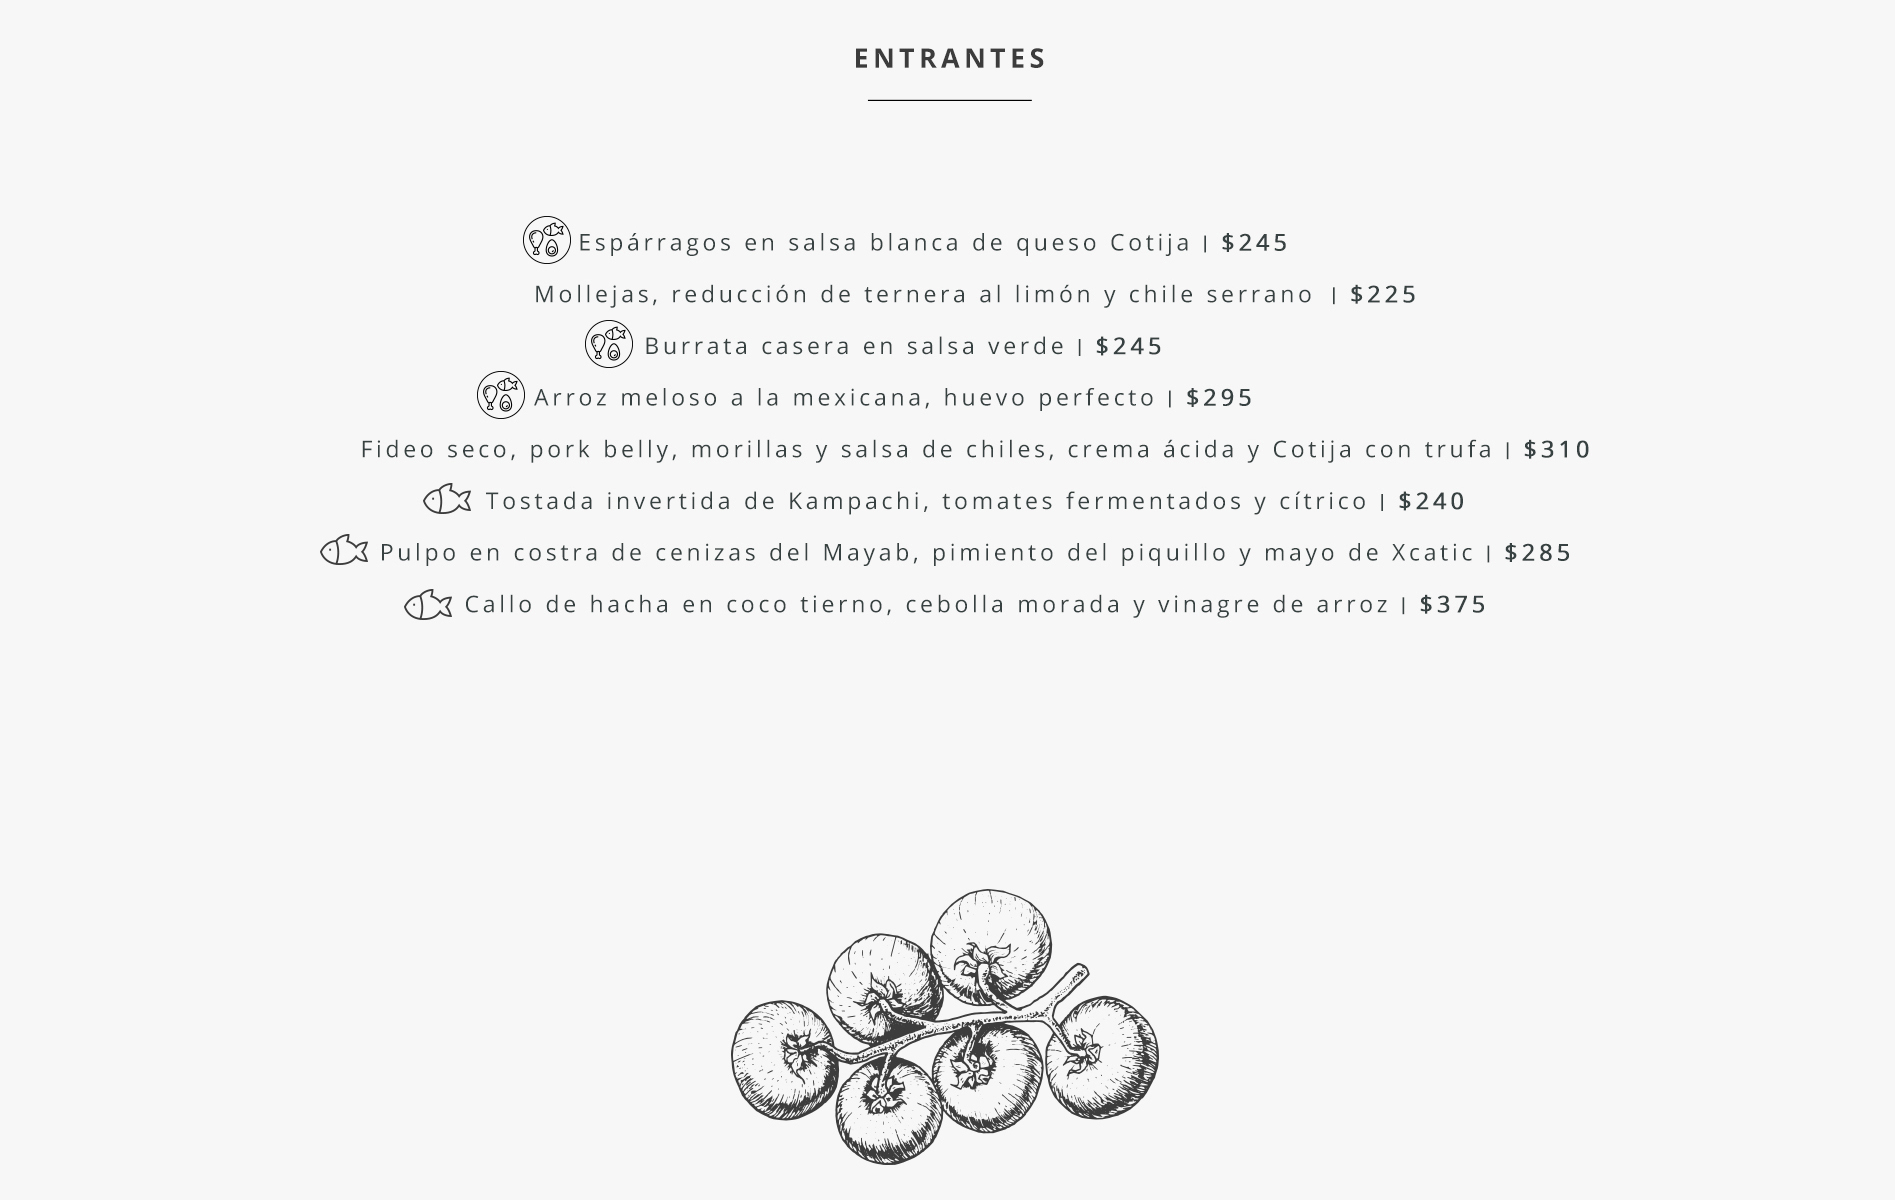 ENTRANTES
Espárragos en salsa blanca de queso Cotija | $245
Mollejas, reducción de ternera al limón y chile serrano | $225
Burrata casera en salsa verde | $245
Arroz meloso a la mexicana, huevo perfecto | $295
Fideo seco, pork belly, morillas y salsa de chiles, crema ácida y Cotija con trufa | $310
Tostada invertida de Kampachi, tomates fermentados y cítrico | $240
Pulpo en costra de cenizas del Mayab, pimiento del piquillo y mayo de Xcatic | $285
Callo de hacha en coco tierno, cebolla morada y vinagre de arroz | $375